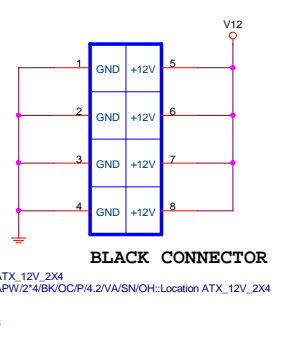 V12
1 GND +12V 5
2 GND +12V 6
3 GND +12V 7
4 GND +12V 8
BLACK CONNECTOR
ATX_12V_2X4
APW/2*4/BK/OC/P/4.2/VA/SN/OH::Location ATX_12V_2X4